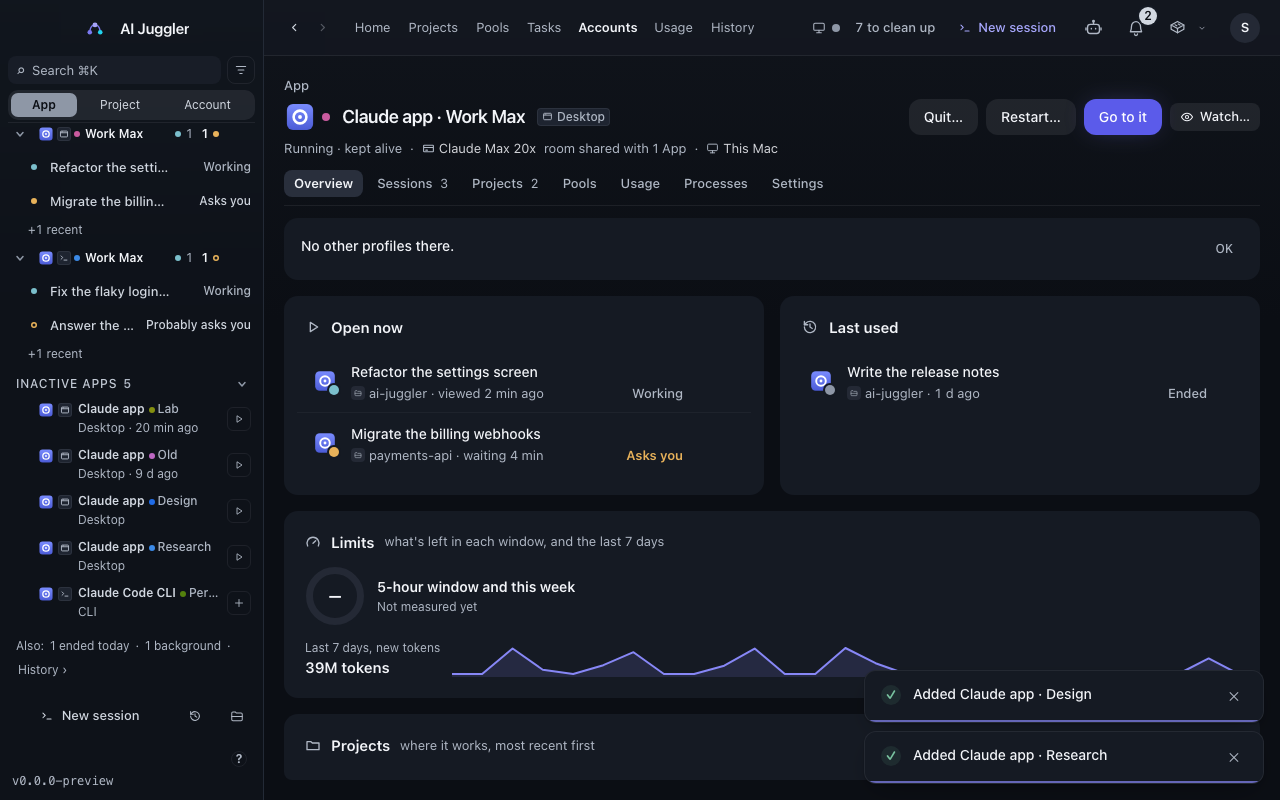 AI Juggler
Search ⌘K
App Project Account
Work Max 1 1
Refactor the setti... Working
Migrate the billin... Asks you
+1 recent
Work Max 1 1
Fix the flaky login... Working
Answer the ... Probably asks you
+1 recent
INACTIVE APPS 5
Claude app Lab
Desktop · 20 min ago
Claude app Old
Desktop · 9 d ago
Claude app Design
Desktop
Claude app Research
Desktop
Claude Code CLI Per...
CLI
Also: 1 ended today · 1 background ·
History ›
New session
?
v0.0.0-preview
Home Projects Pools Tasks Accounts Usage History
7 to clean up
New session
2
S
App
Claude app · Work Max Desktop
Quit... Restart... Go to it Watch...
Running · kept alive · Claude Max 20x room shared with 1 App · This Mac
Overview Sessions 3 Projects 2 Pools Usage Processes Settings
No other profiles there. OK
Open now
Refactor the settings screen
ai-juggler · viewed 2 min ago Working
Migrate the billing webhooks
payments-api · waiting 4 min Asks you
Last used
Write the release notes
ai-juggler · 1 d ago Ended
Limits what's left in each window, and the last 7 days
– 5-hour window and this week
Not measured yet
Last 7 days, new tokens
39M tokens
Projects where it works, most recent first
Added Claude app · Design
Added Claude app · Research